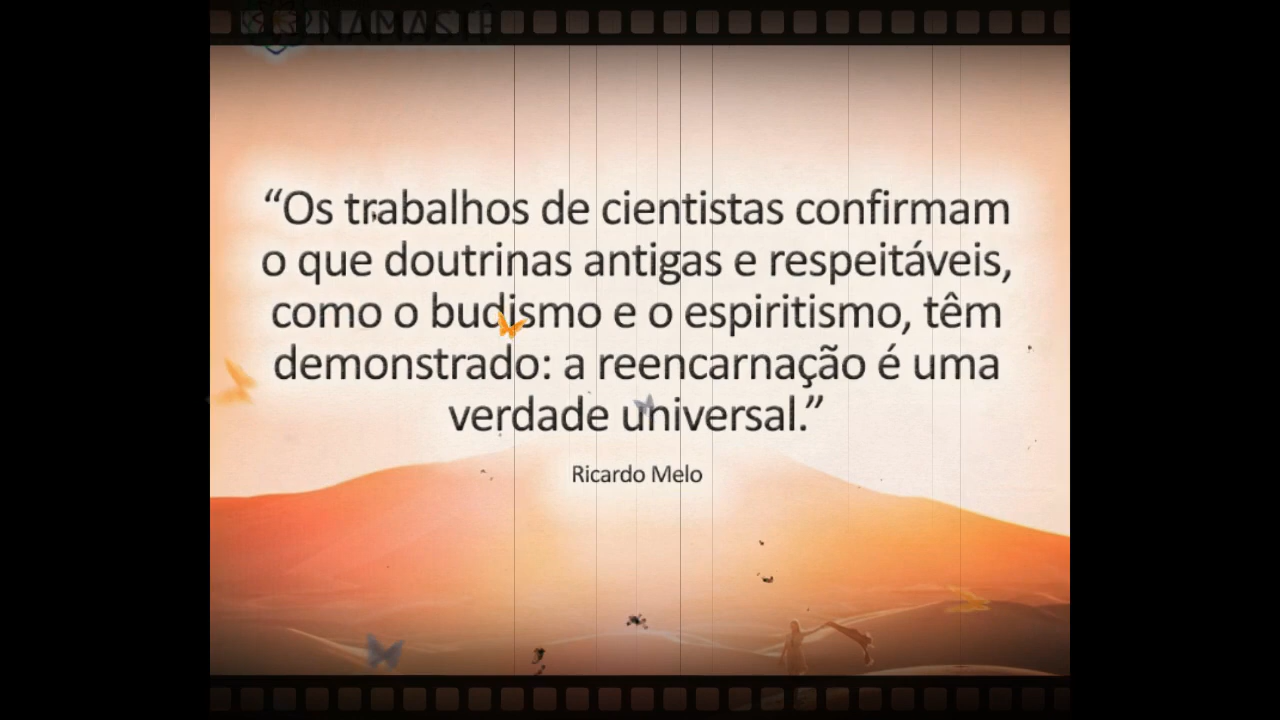 NAMASTÊ
“Os trabalhos de cientistas confirmam
o que doutrinas antigas e respeitáveis,
como o budismo e o espiritismo, têm
demonstrado: a reencarnação é uma
verdade universal.”
Ricardo Melo